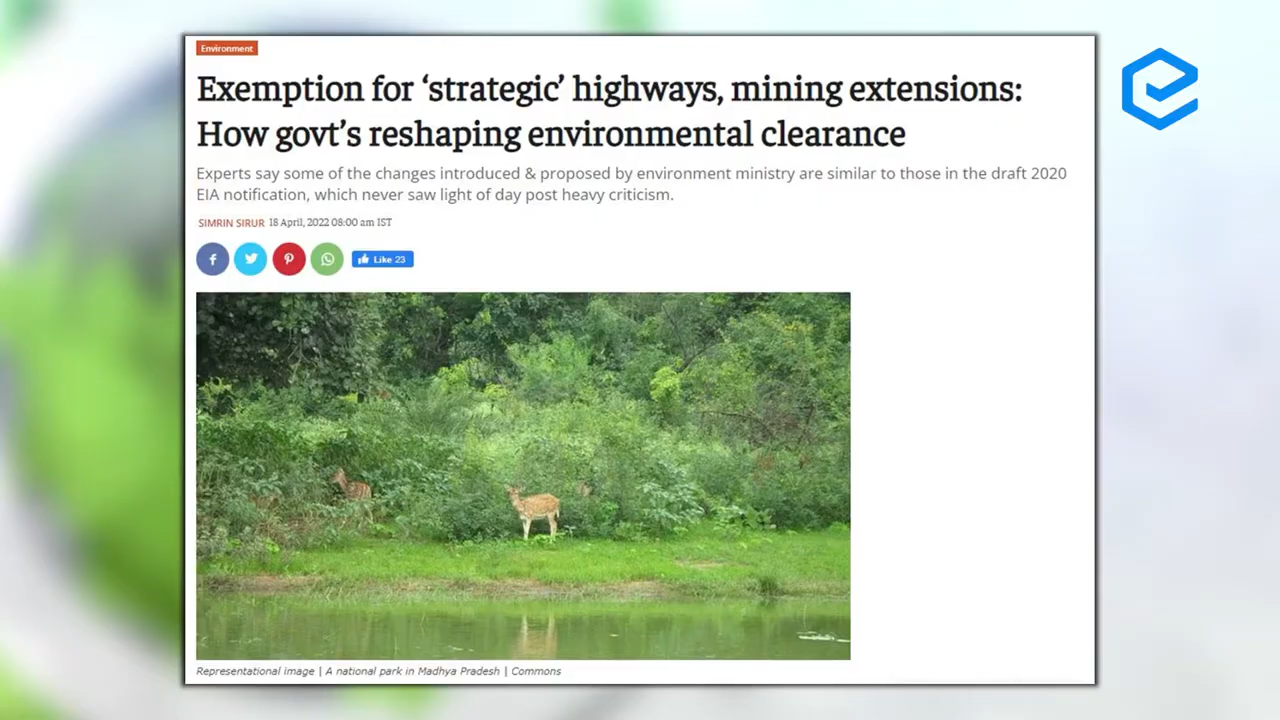 Environment
Exemption for ‘strategic’ highways, mining extensions:
How govt’s reshaping environmental clearance
Experts say some of the changes introduced & proposed by environment ministry are similar to those in the draft 2020
EIA notification, which never saw light of day post heavy criticism.
SIMRIN SIRUR 18 April, 2022 08:00 am IST
Like 23
Representational image | A national park in Madhya Pradesh | Commons